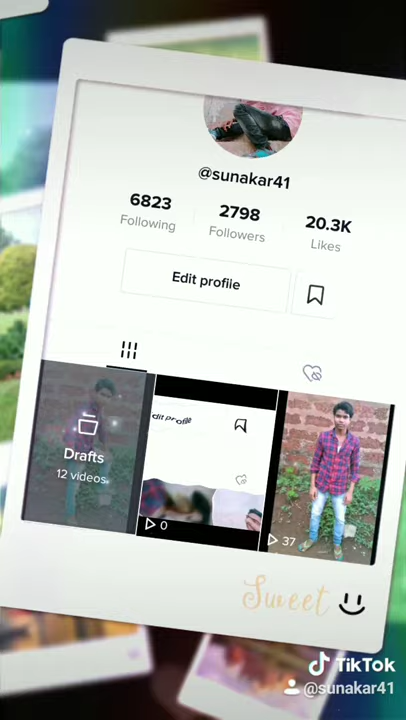 @sunakar41
6823 2798 20.3K
Following Followers Likes
Edit profile
Edit profile
Drafts
12 videos
0
37
Sweet
TikTok
@sunakar41